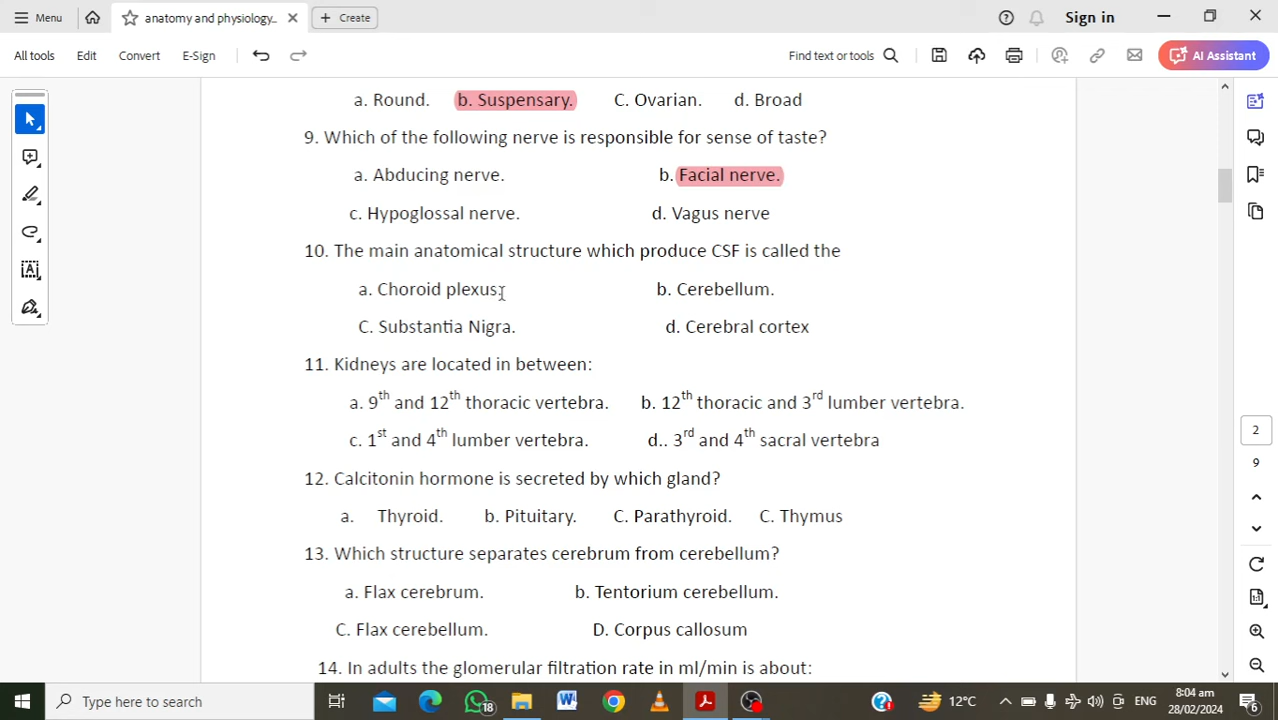 Menu anatomy and physiology... Create Sign in
All tools Edit Convert E-Sign Find text or tools AI Assistant
a. Round. b. Suspensary. C. Ovarian. d. Broad
9. Which of the following nerve is responsible for sense of taste?
a. Abducing nerve. b. Facial nerve.
c. Hypoglossal nerve. d. Vagus nerve
10. The main anatomical structure which produce CSF is called the
a. Choroid plexus. b. Cerebellum.
C. Substantia Nigra. d. Cerebral cortex
11. Kidneys are located in between:
a. 9th and 12th thoracic vertebra. b. 12th thoracic and 3rd lumber vertebra.
c. 1st and 4th lumber vertebra. d.. 3rd and 4th sacral vertebra
2
9
12. Calcitonin hormone is secreted by which gland?
a. Thyroid. b. Pituitary. C. Parathyroid. C. Thymus
13. Which structure separates cerebrum from cerebellum?
a. Flax cerebrum. b. Tentorium cerebellum.
C. Flax cerebellum. D. Corpus callosum
14. In adults the glomerular filtration rate in ml/min is about:
Type here to search 18 12°C ENG 8:04 am
28/02/2024 6